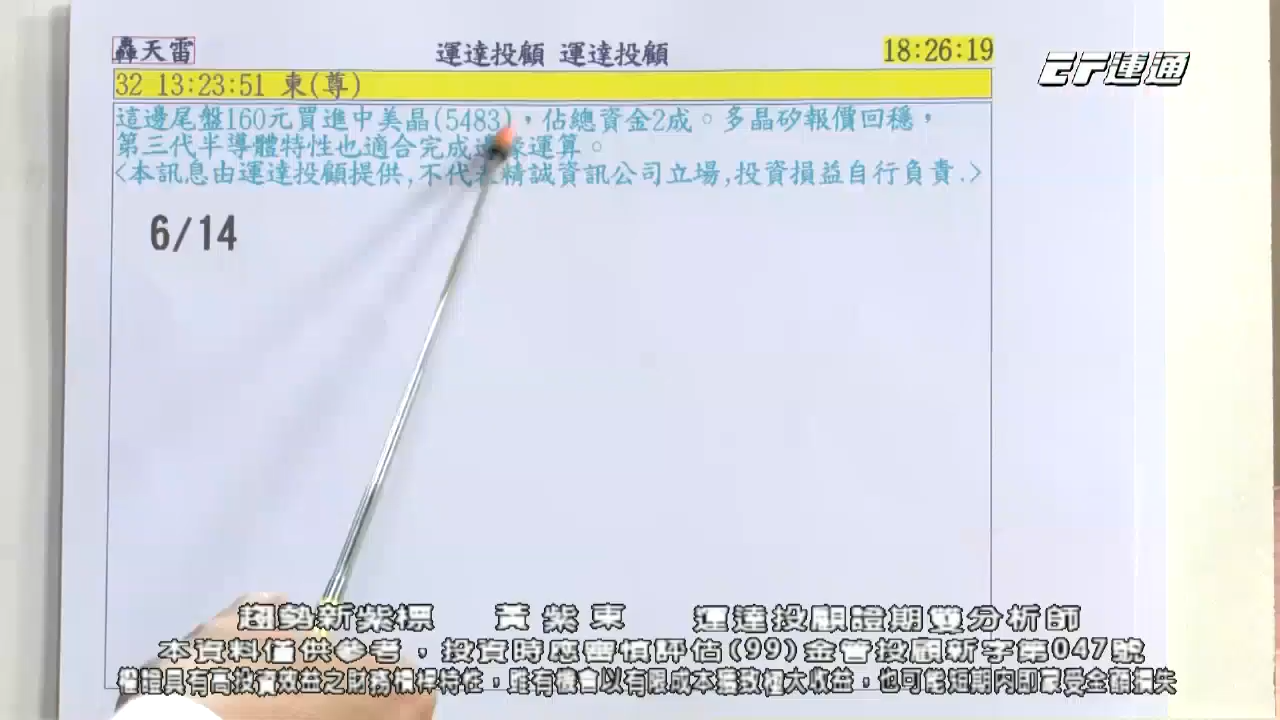 轟天雷 運達投顧 運達投顧 18:26:19
EF運通
32 13:23:51 東(尊)
這邊尾盤160元買進中美晶(5483),佔總資金2成。多晶矽報價回穩,
第三代半導體特性也適合完成邊 運算。
<本訊息由運達投顧提供,不代表精誠資訊公司立場,投資損益自行負責.>
6/14
趨勢新紫標 黃紫東 運達投顧證期雙分析師
本資料僅供參考,投資時應審慎評估(99)金管投顧新字第047號
權證具有高投資效益之財務槓桿特性,雖有機會以有限成本獲致極大收益,也可能短期內即蒙受全額損失